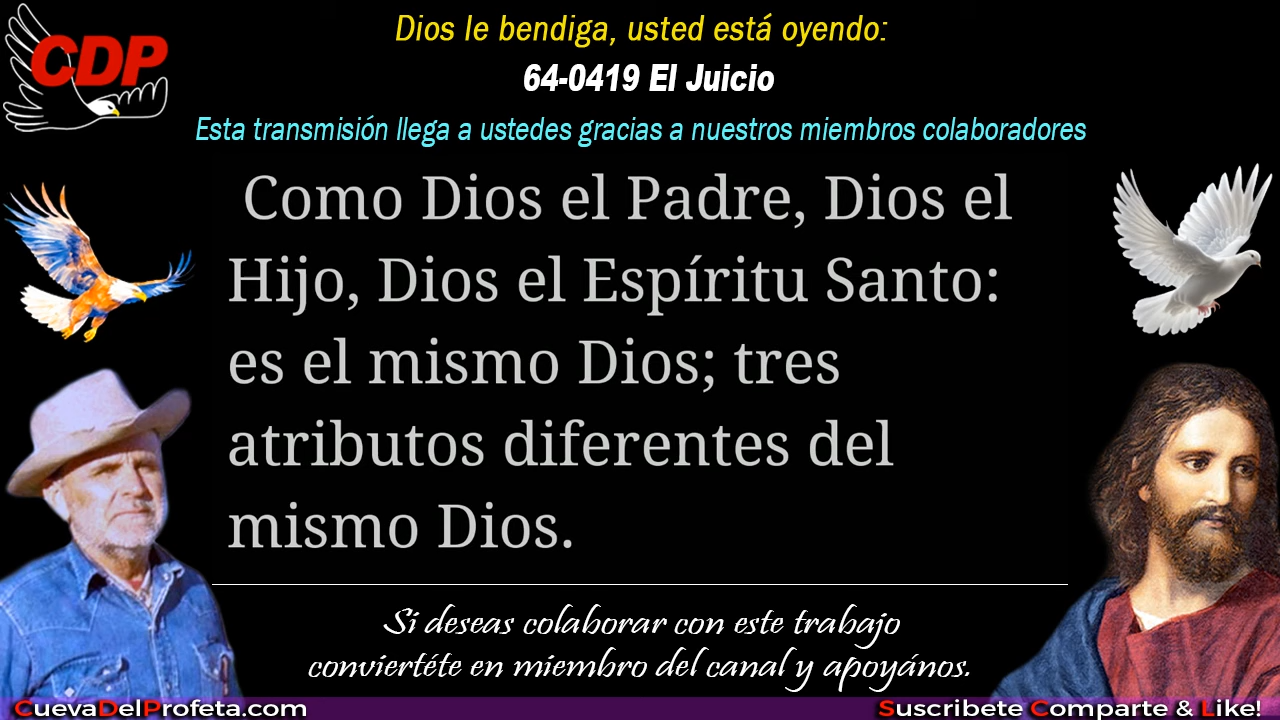 CDP
Dios le bendiga, usted está oyendo:
64-0419 El Juicio
Esta transmisión llega a ustedes gracias a nuestros miembros colaboradores
Como Dios el Padre, Dios el
Hijo, Dios el Espíritu Santo:
es el mismo Dios; tres
atributos diferentes del
mismo Dios.
Si deseas colaborar con este trabajo
conviertéte en miembro del canal y apoyános.
CuevaDelProfeta.com
Suscribete Comparte & Like!